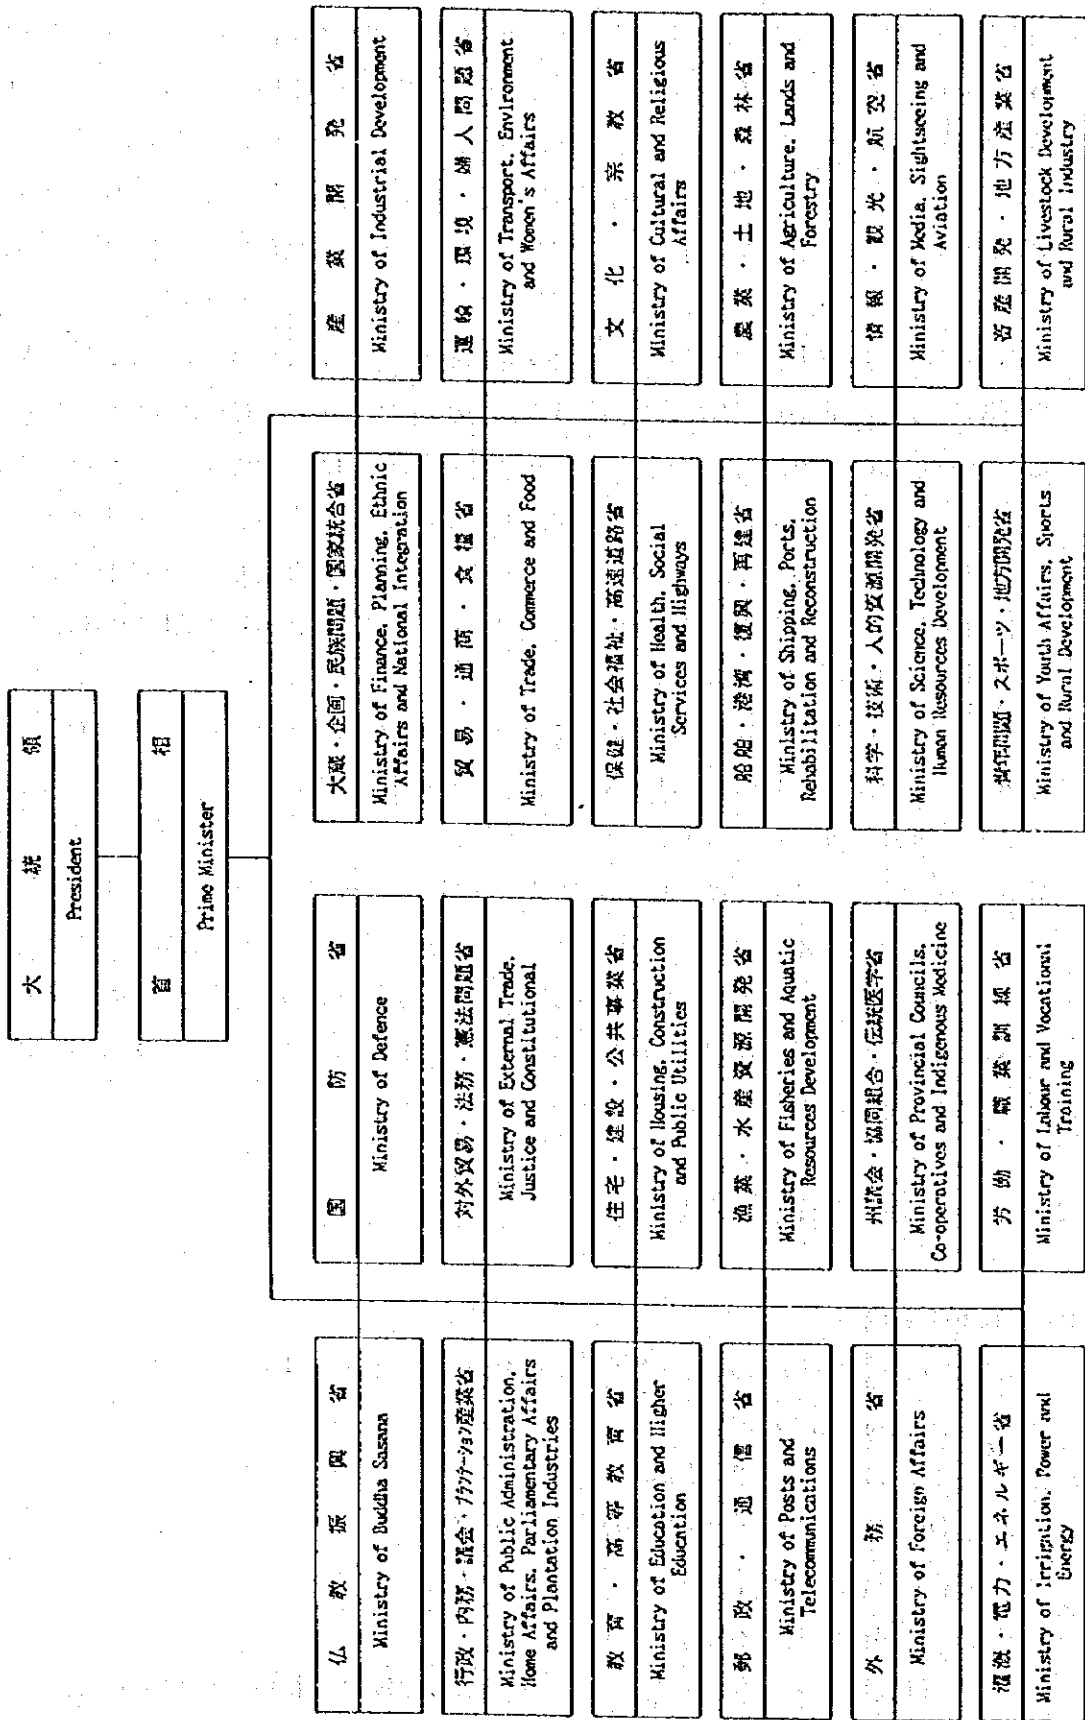 大統領
President
首相
Prime Minister
仏教振興省
Ministry of Buddha Sasana
国防省
Ministry of Defence
大蔵・企画・民族問題・国家統合省
Ministry of Finance, Planning, Ethnic
Affairs and National Integration
産業開発省
Ministry of Industrial Development
行政・内務・議会・プランテーション産業省
Ministry of Public Administration,
Home Affairs, Parliamentary Affairs
and Plantation Industries
対外貿易・法務・憲法問題省
Ministry of External Trade,
Justice and Constitutional
貿易・通商・食糧省
Ministry of Trade, Commerce and Food
運輸・環境・婦人問題省
Ministry of Transport, Environment
and Women's Affairs
教育・高等教育省
Ministry of Education and Higher
Education
住宅・建設・公共事業省
Ministry of Housing, Construction
and Public Utilities
保健・社会福祉・高速道路省
Ministry of Health, Social
Services and Highways
文化・宗教省
Ministry of Cultural and Religious
Affairs
郵政・通信省
Ministry of Posts and
Telecommunications
漁業・水産資源開発省
Ministry of Fisheries and Aquatic
Resources Development
船舶・港湾・復興・再建省
Ministry of Shipping, Ports,
Rehabilitation and Reconstruction
農業・土地・森林省
Ministry of Agriculture, Lands and
Forestry
外務省
Ministry of Foreign Affairs
州議会・協同組合・伝統医学省
Ministry of Provincial Councils,
Co-operatives and Indigenous Medicine
科学・技術・人的資源開発省
Ministry of Science, Technology and
Human Resources Development
情報・観光・航空省
Ministry of Media, Sightseeing and
Aviation
灌漑・電力・エネルギー省
Ministry of Irrigation, Power and
Energy
労働・職業訓練省
Ministry of Labour and Vocational
Training
青年問題・スポーツ・地方開発省
Ministry of Youth Affairs, Sports
and Rural Development
畜産開発・地方産業省
Ministry of Livestock Development
and Rural Industry